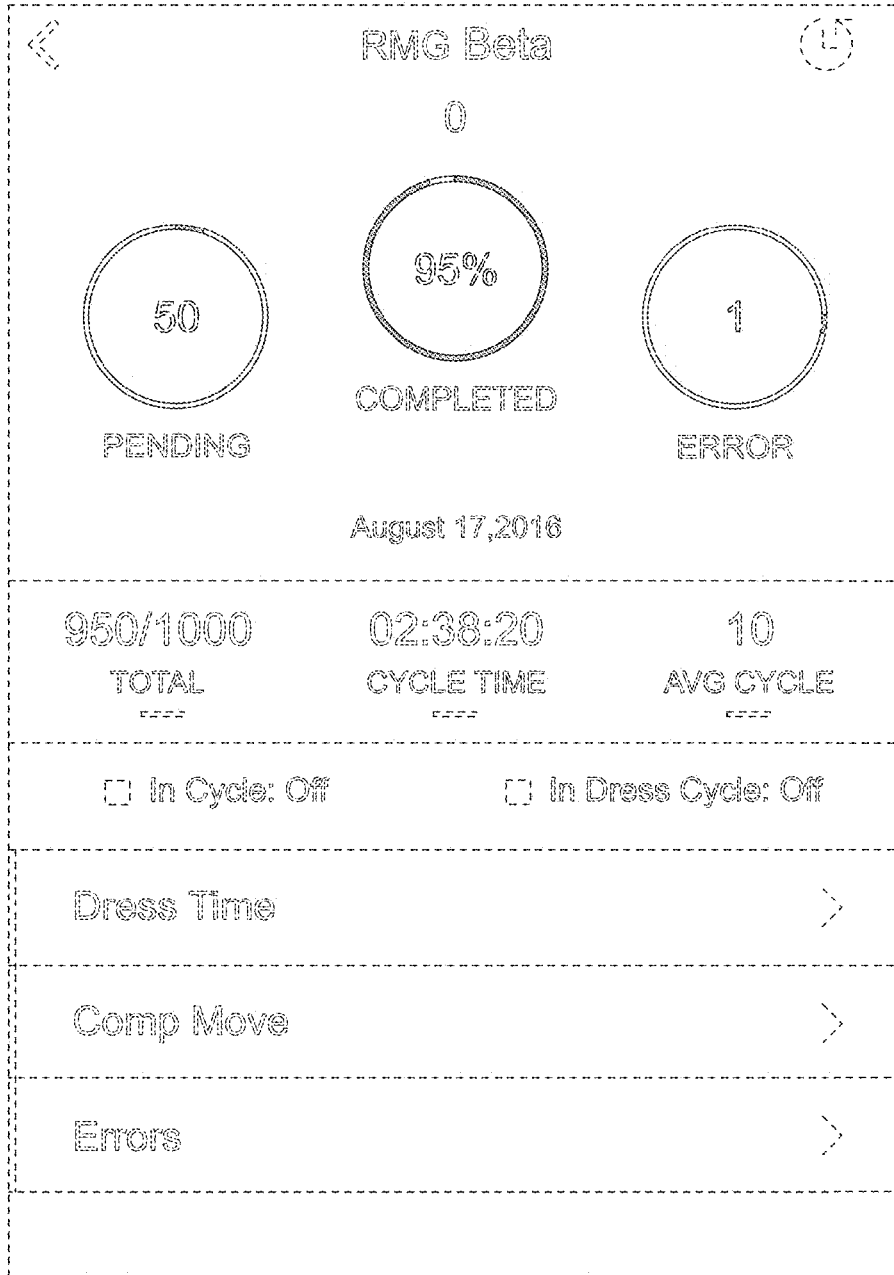 RMG Beta
0
50
95%
1
PENDING
COMPLETED
ERROR
August 17,2016
950/1000
02:38:20
10
TOTAL
CYCLE TIME
AVG CYCLE
In Cycle: Off
In Dress Cycle: Off
Dress Time
Comp Move
Errors